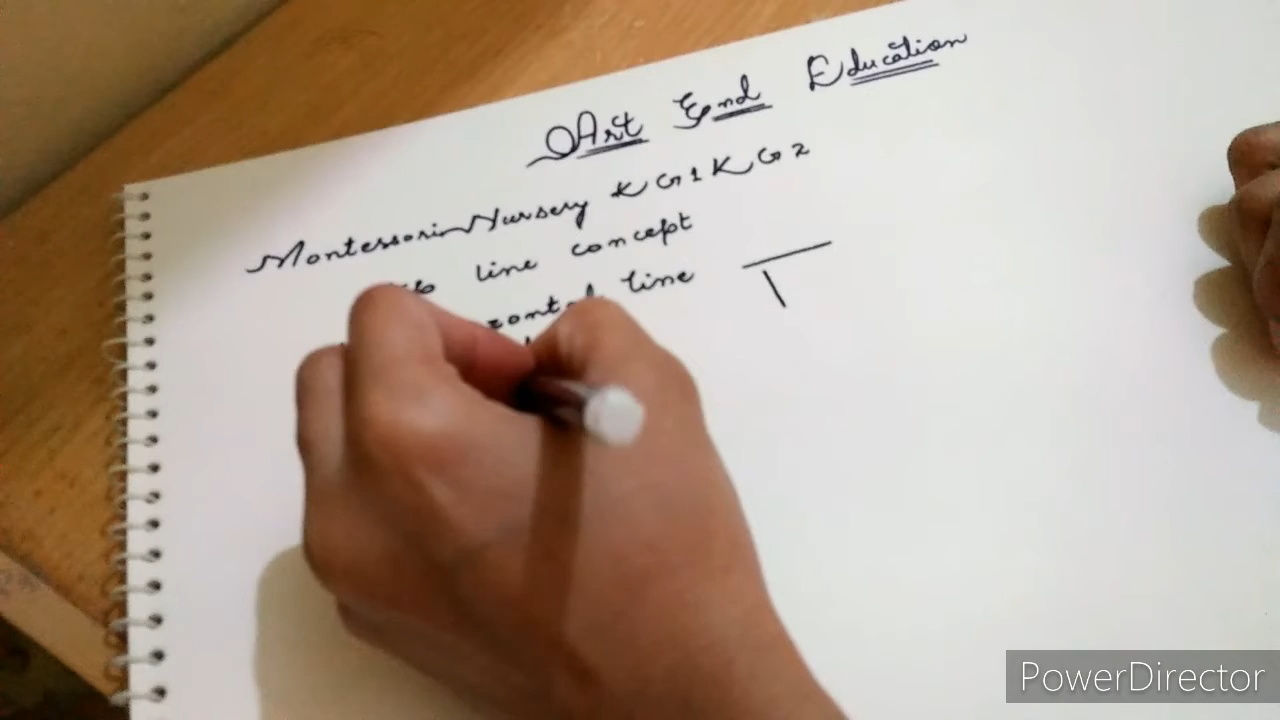 Art End Education
Montessori Nursery KG1 KG2
line concept
line
PowerDirector